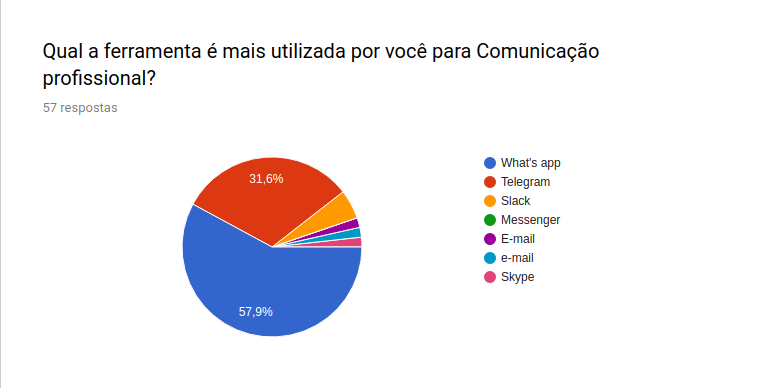 Qual a ferramenta é mais utilizada por você para Comunicação
profissional?
57 respostas
31,6%
57,9%
What's app
Telegram
Slack
Messenger
E-mail
e-mail
Skype